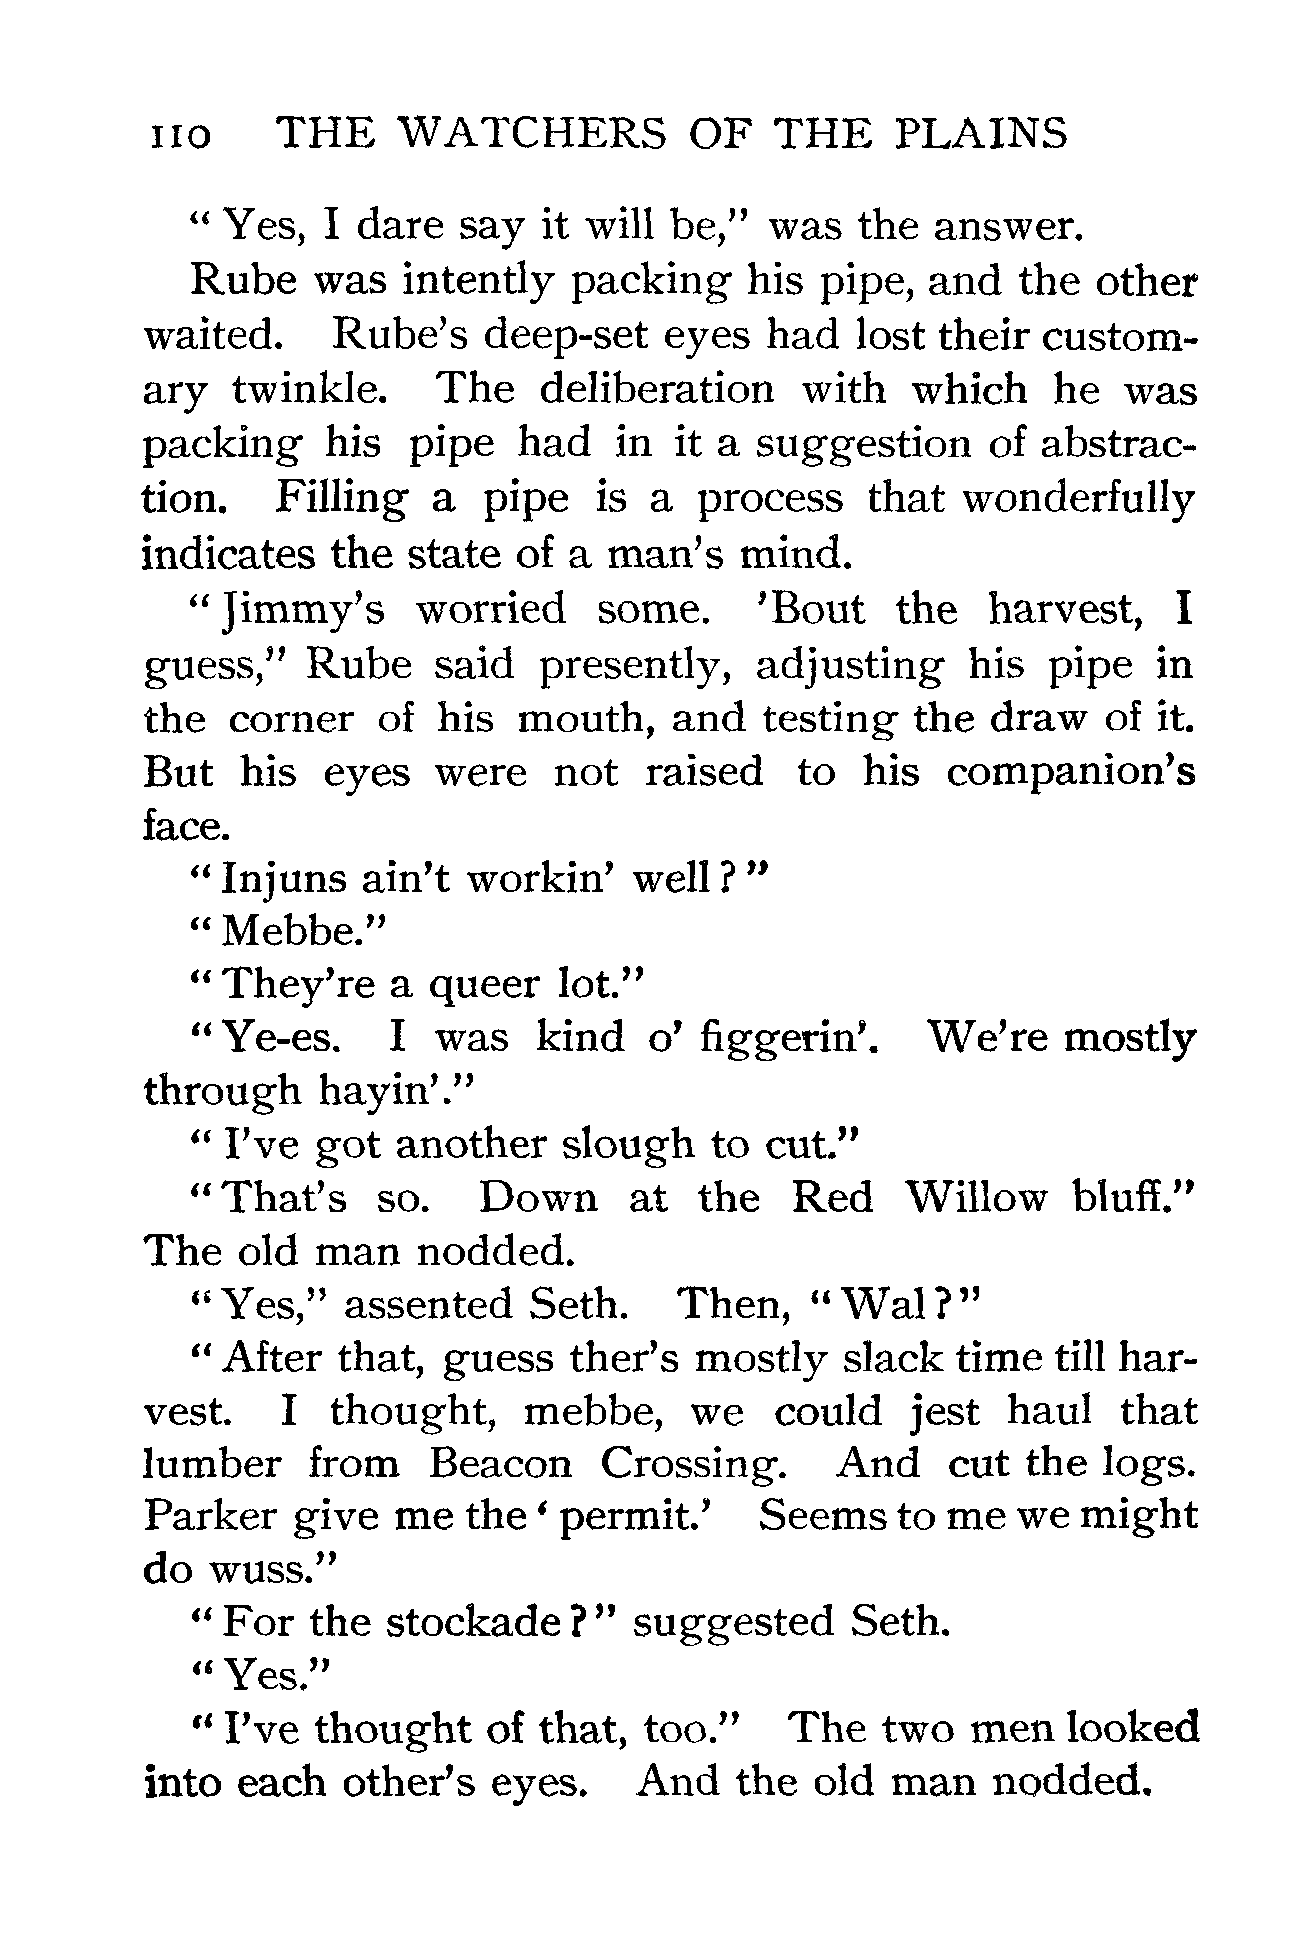 110 THE WATCHERS OF THE PLAINS
“ Yes, I dare say it will be,” was the answer.
Rube was intently packing his pipe, and the other
waited. Rube’s deep-set eyes had lost their custom-
ary twinkle. The deliberation with which he was
packing his pipe had in it a suggestion of abstrac-
tion. Filling a pipe is a process that wonderfully
indicates the state of a man’s mind.
“ Jimmy’s worried some. ’Bout the harvest, I
guess,” Rube said presently, adjusting his pipe in
the corner of his mouth, and testing the draw of it.
But his eyes were not raised to his companion’s
face.
“ Injuns ain’t workin’ well ? ”
“ Mebbe.”
“ They’re a queer lot.”
“ Ye-es. I was kind o’ figgerin’. We’re mostly
through hayin’.”
“ I’ve got another slough to cut.”
“ That’s so. Down at the Red Willow bluff.”
The old man nodded.
“ Yes,” assented Seth. Then, “ Wal ? ”
“ After that, guess ther’s mostly slack time till har-
vest. I thought, mebbe, we could jest haul that
lumber from Beacon Crossing. And cut the logs.
Parker give me the ‘ permit.’ Seems to me we might
do wuss.”
“ For the stockade ? ” suggested Seth.
“ Yes.”
“ I’ve thought of that, too.” The two men looked
into each other’s eyes. And the old man nodded.